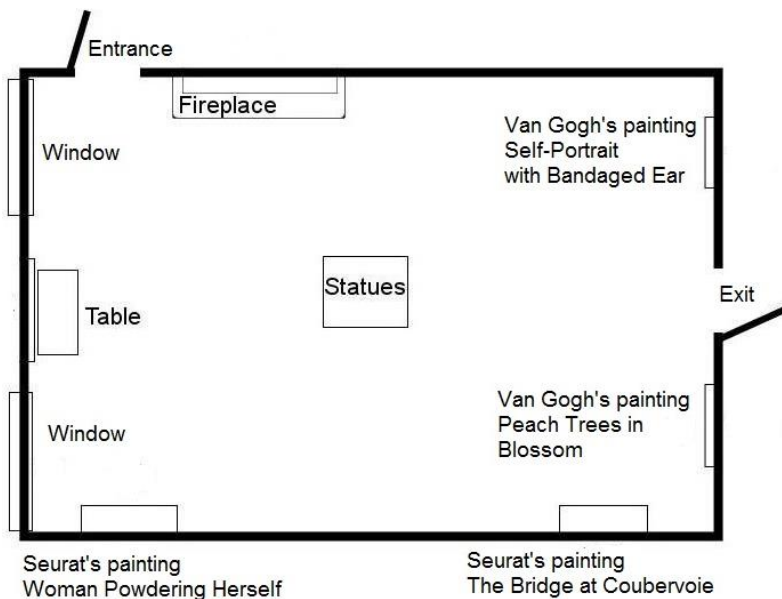 Entrance
Fireplace
Van Gogh's painting
Self-Portrait
with Bandaged Ear
Window
Statues
Exit
Table
Van Gogh's painting
Peach Trees in
Blossom
Window
Seurat's painting
Woman Powdering Herself
Seurat's painting
The Bridge at Coubervoie